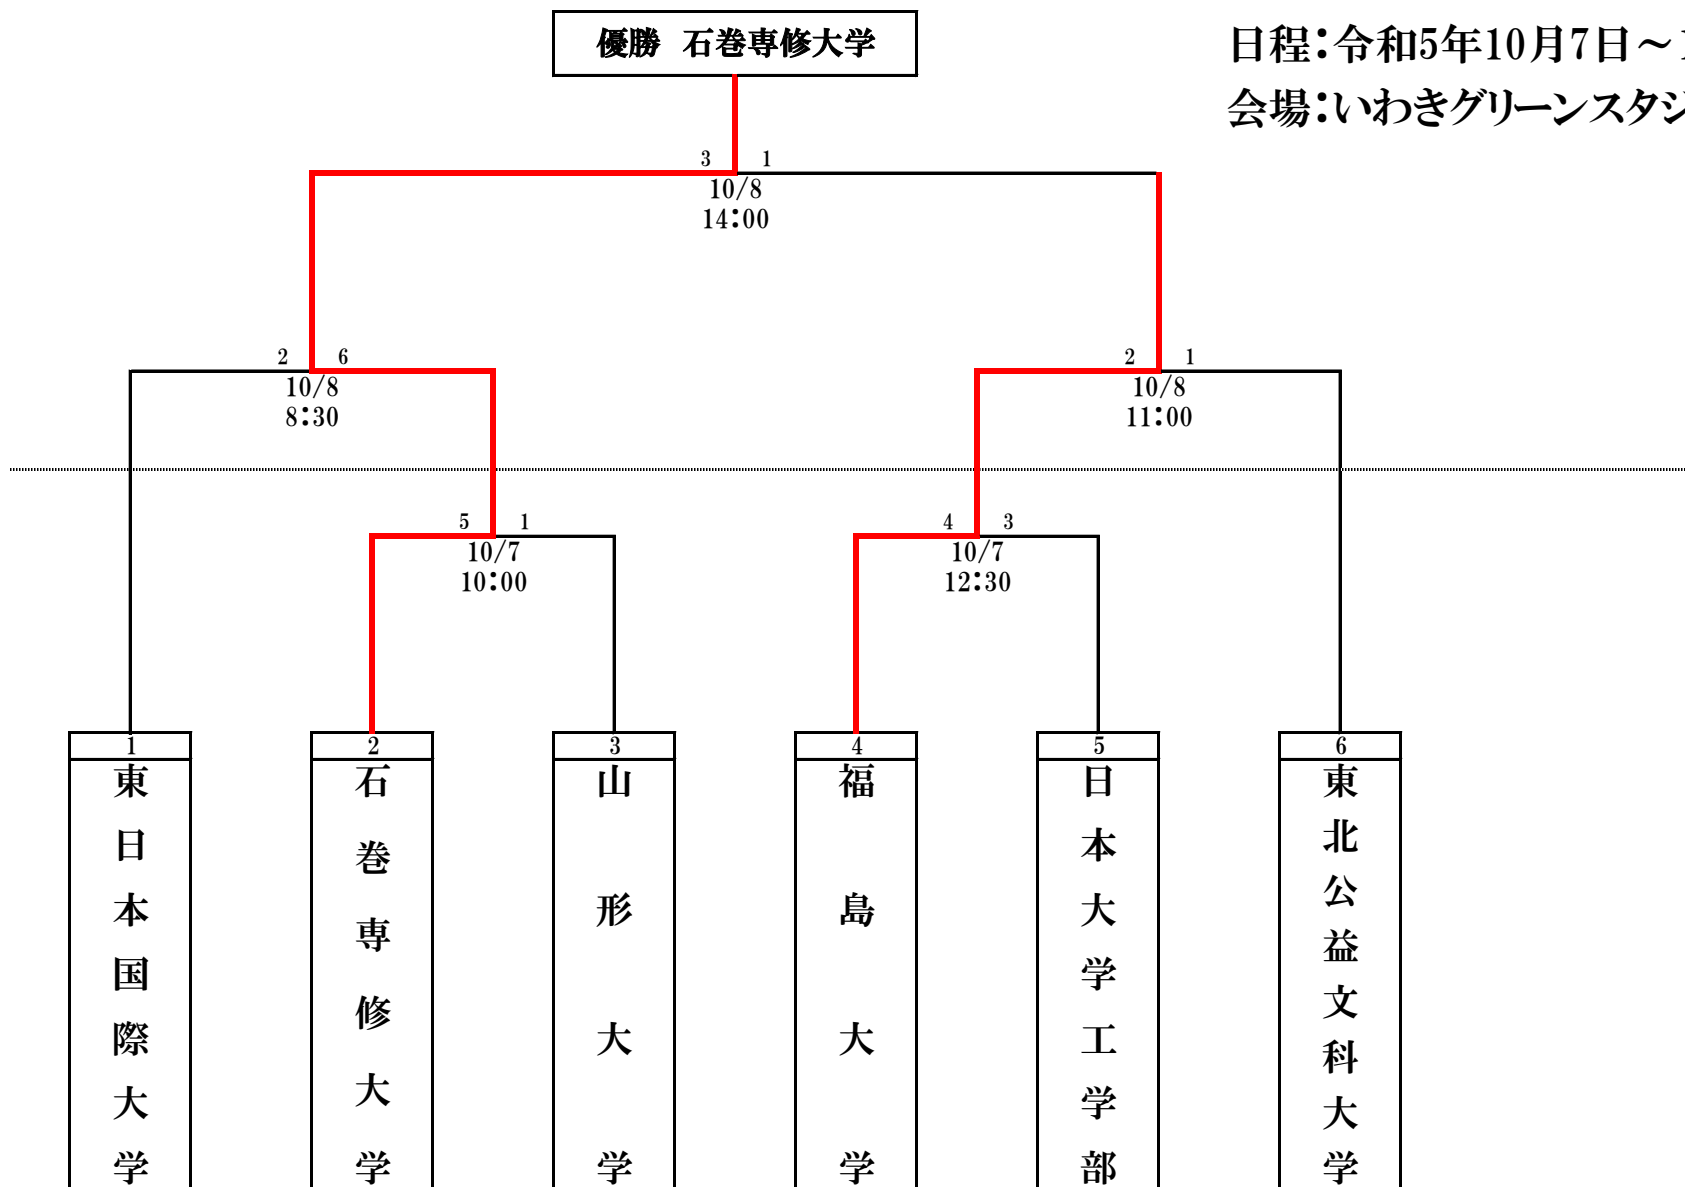 優勝 石巻専修大学
日程：令和5年10月7日～
会場：いわきグリーンスタジ
3 1
10/8
14：00
2 6
10/8
8：30
2 1
10/8
11：00
5 1
10/7
10：00
4 3
10/7
12：30
1
東日本国際大学
2
石巻専修大学
3
山形大学
4
福島大学
5
日本大学工学部
6
東北公益文科大学